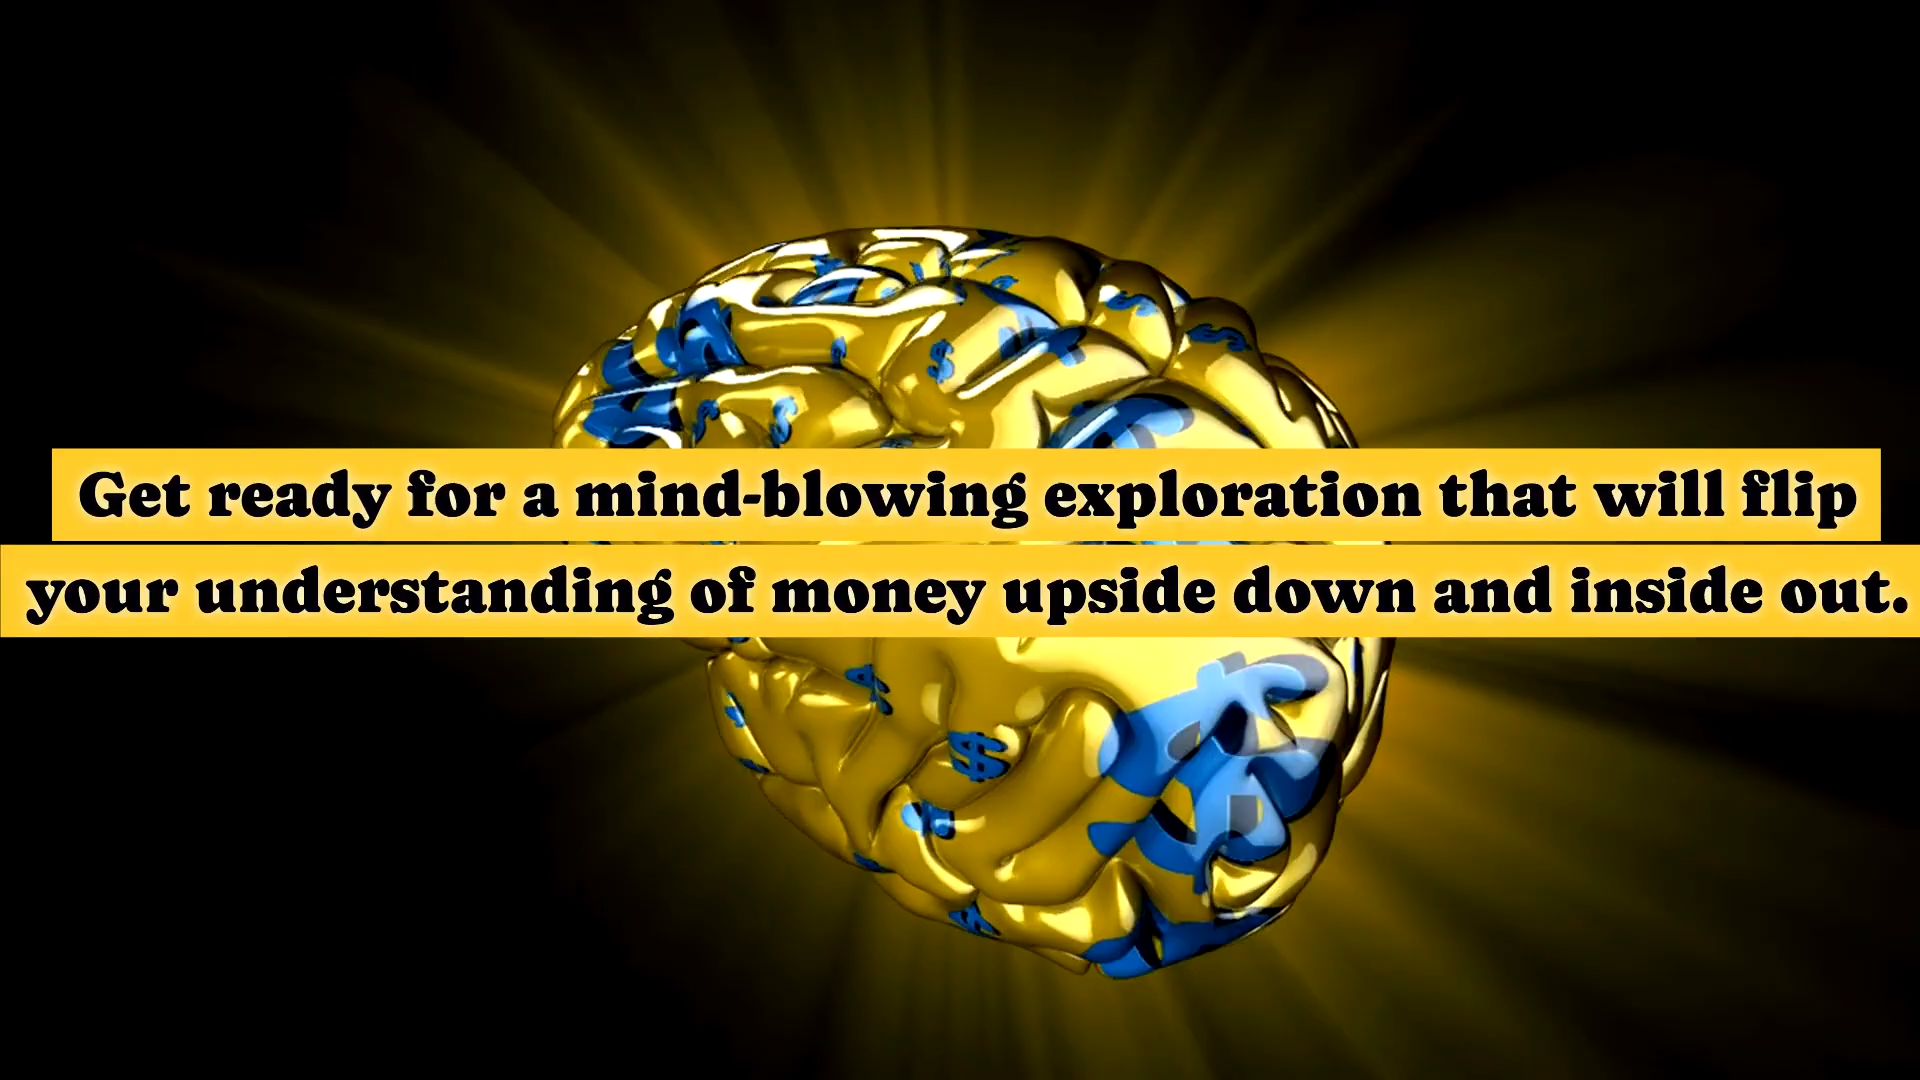 Get ready for a mind-blowing exploration that will flip
your understanding of money upside down and inside out.